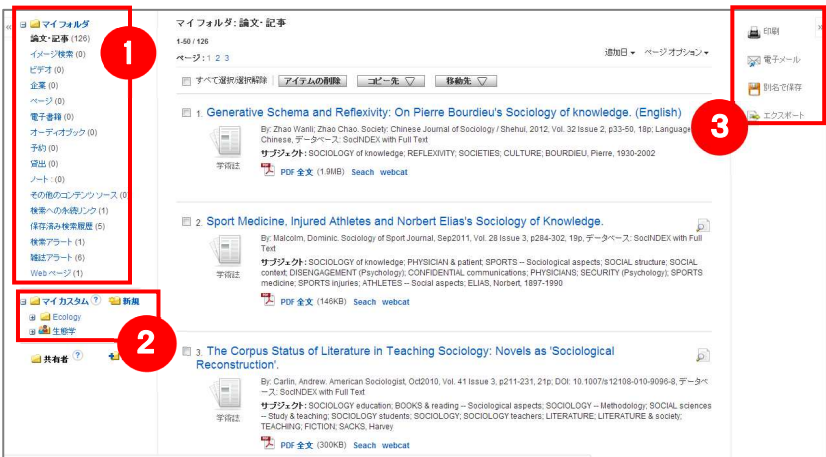 マイフォルダ
論文・記事 (126)
イメージ検索 (0)
ビデオ (0)
企業 (0)
ページ (0)
電子書籍 (0)
オーディオブック (0)
予約 (0)
貸出 (0)
ノート: (0)
その他のコンテンツ ソース (0
検索への永続リンク (1)
保存済み検索履歴 (5)
検索アラート (1)
雑誌アラート (6)
Web ページ (1)
1
マイ カスタム ? 新規
Ecology
生態学
2
共有者 ?
マイ フォルダ: 論文・記事
1-50 / 126
ページ: 1 2 3
追加日 ページ オプション
すべて選択/選択解除 アイテムの削除 コピー先 ▽ 移動先 ▽
1. Generative Schema and Reflexivity: On Pierre Bourdieu's Sociology of knowledge. (English)
By: Zhao Wanli; Zhao Chao. Society: Chinese Journal of Sociology / Shehui, 2012, Vol. 32 Issue 2, p33-50, 18p; Language
Chinese, データベース: SocINDEX with Full Text
サブジェクト: SOCIOLOGY of knowledge; REFLEXIVITY; SOCIETIES; CULTURE; BOURDIEU, Pierre, 1930-2002
学術誌
PDF 全文 (1.9MB) Seach webcat
2. Sport Medicine, Injured Athletes and Norbert Elias's Sociology of Knowledge.
By: Malcolm, Dominic. Sociology of Sport Journal, Sep2011, Vol. 28 Issue 3, p284-302, 19p, データベース: SocINDEX with Full
Text
サブジェクト: SOCIOLOGY of knowledge; PHYSICIAN & patient; SPORTS -- Sociological aspects; SOCIAL structure; SOCIAL
context; DISENGAGEMENT (Psychology); CONFIDENTIAL communications; PHYSICIANS; SECURITY (Psychology); SPORTS
medicine; SPORTS injuries; ATHLETES -- Social aspects; ELIAS, Norbert, 1897-1990
学術誌
PDF 全文 (146KB) Seach webcat
3. The Corpus Status of Literature in Teaching Sociology: Novels as 'Sociological
Reconstruction'.
By: Carlin, Andrew. American Sociologist, Oct2010, Vol. 41 Issue 3, p211-231, 21p; DOI: 10.1007/s12108-010-9096-8, データベ
ース: SocINDEX with Full Text
サブジェクト: SOCIOLOGY education; BOOKS & reading -- Sociological aspects; SOCIOLOGY -- Methodology; SOCIAL sciences
-- Study & teaching; SOCIOLOGY students; SOCIOLOGY; SOCIOLOGY teachers; LITERATURE; LITERATURE & society;
TEACHING; FICTION; SACKS, Harvey
学術誌
PDF 全文 (300KB) Seach webcat
印刷
電子メール
別名で保存
エクスポート
3